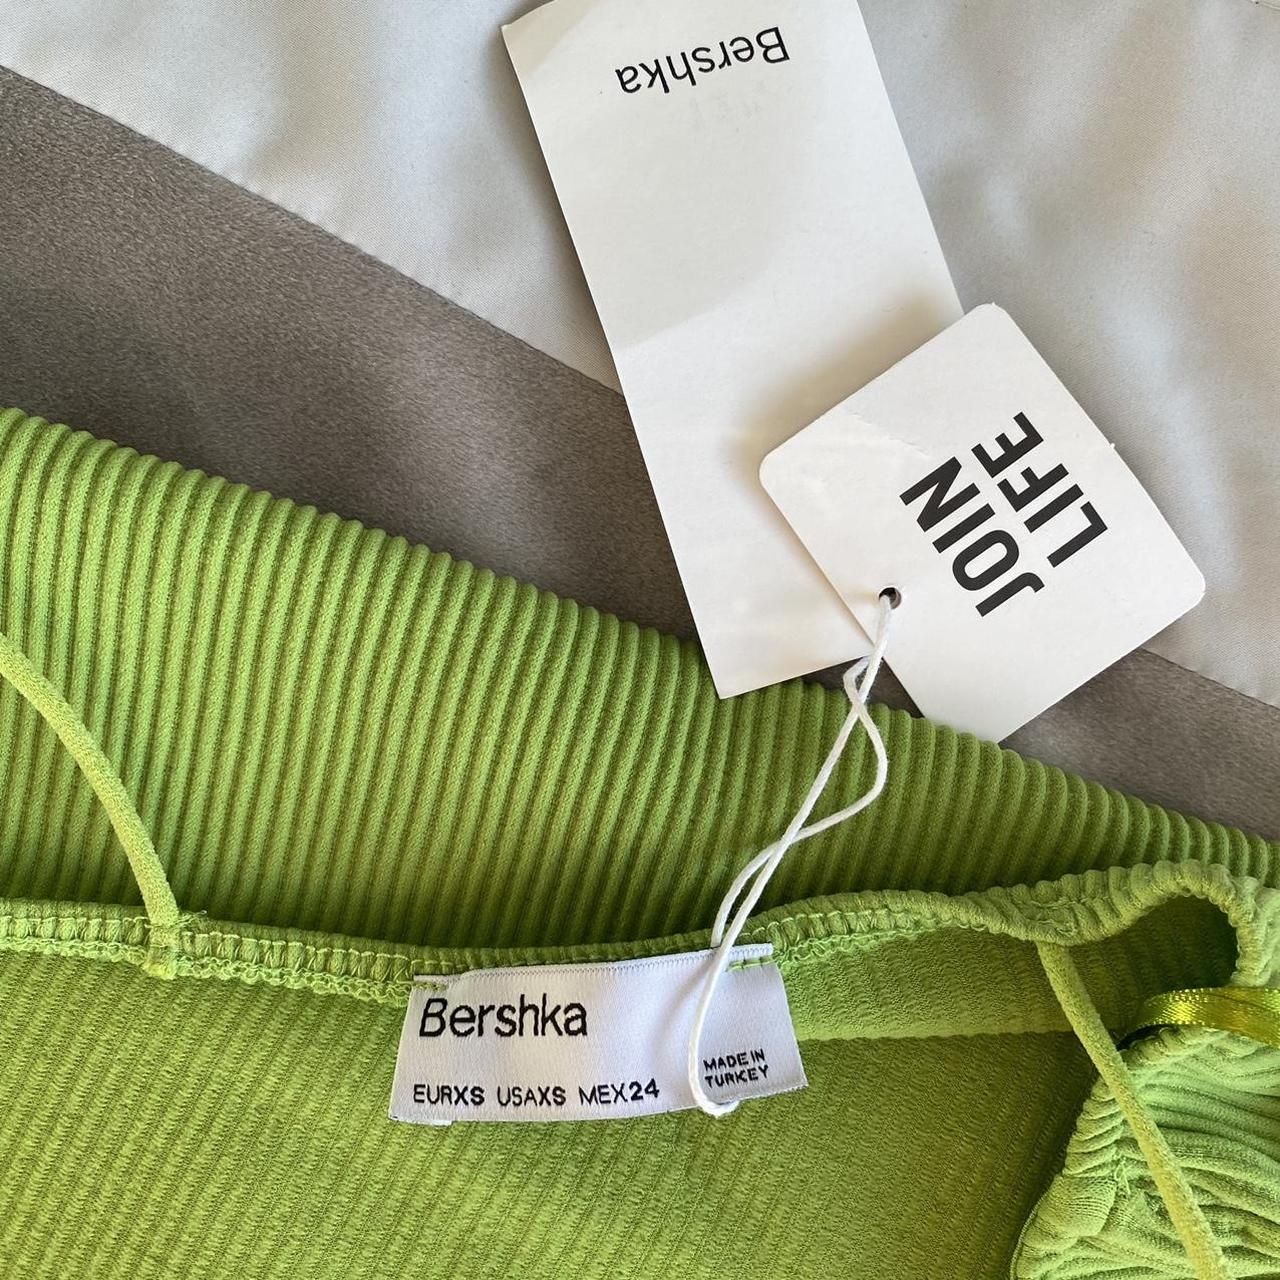 Bershka
JOIN
LIFE
Bershka
EURXS USAXS MEX24
MADE IN
TURKEY